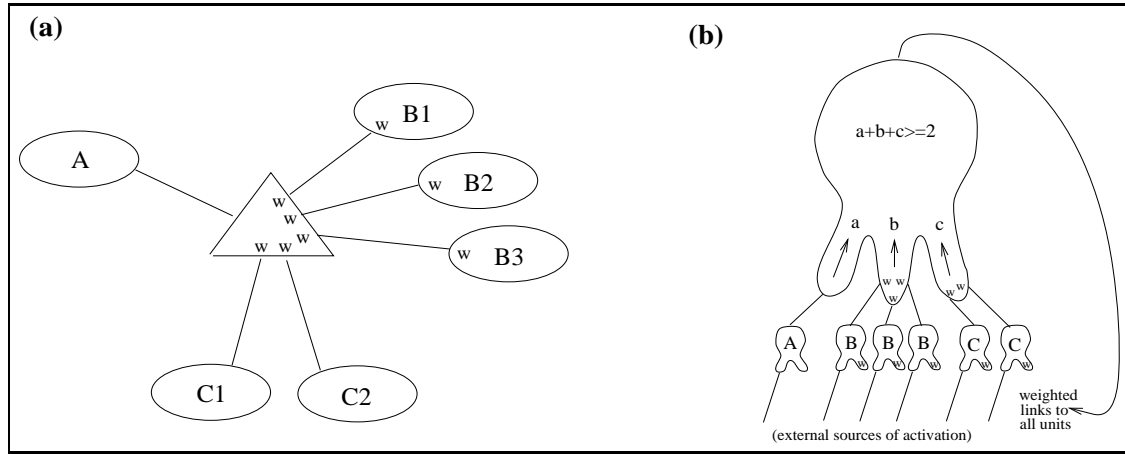 (a)
A
w B1
w B2
w B3
w
w
w
w w
C1
C2
(b)
a+b+c>=2
a b c
w w
w
w w
A B B B C C
w w w w w
weighted
links to
all units
(external sources of activation)